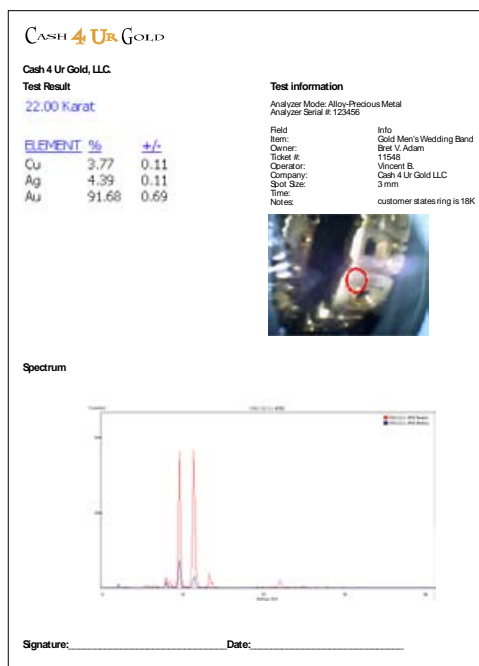 CASH 4 UR GOLD
Cash 4 Ur Gold, LLC.
Test Result
22.00 Karat
ELEMENT % +/-
Cu 3.77 0.11
Ag 4.39 0.11
Au 91.68 0.69
Test information
Analyzer Mode: Alloy-Precious Metal
Analyzer Serial #: 123456
Field Info
Item: Gold Men's Wedding Band
Owner: Bret V. Adam
Ticket #: 11548
Operator: Vincent B.
Company: Cash 4 Ur Gold LLC
Spot Size: 3 mm
Time:
Notes: customer states ring is 18K
Spectrum
Signature: Date: